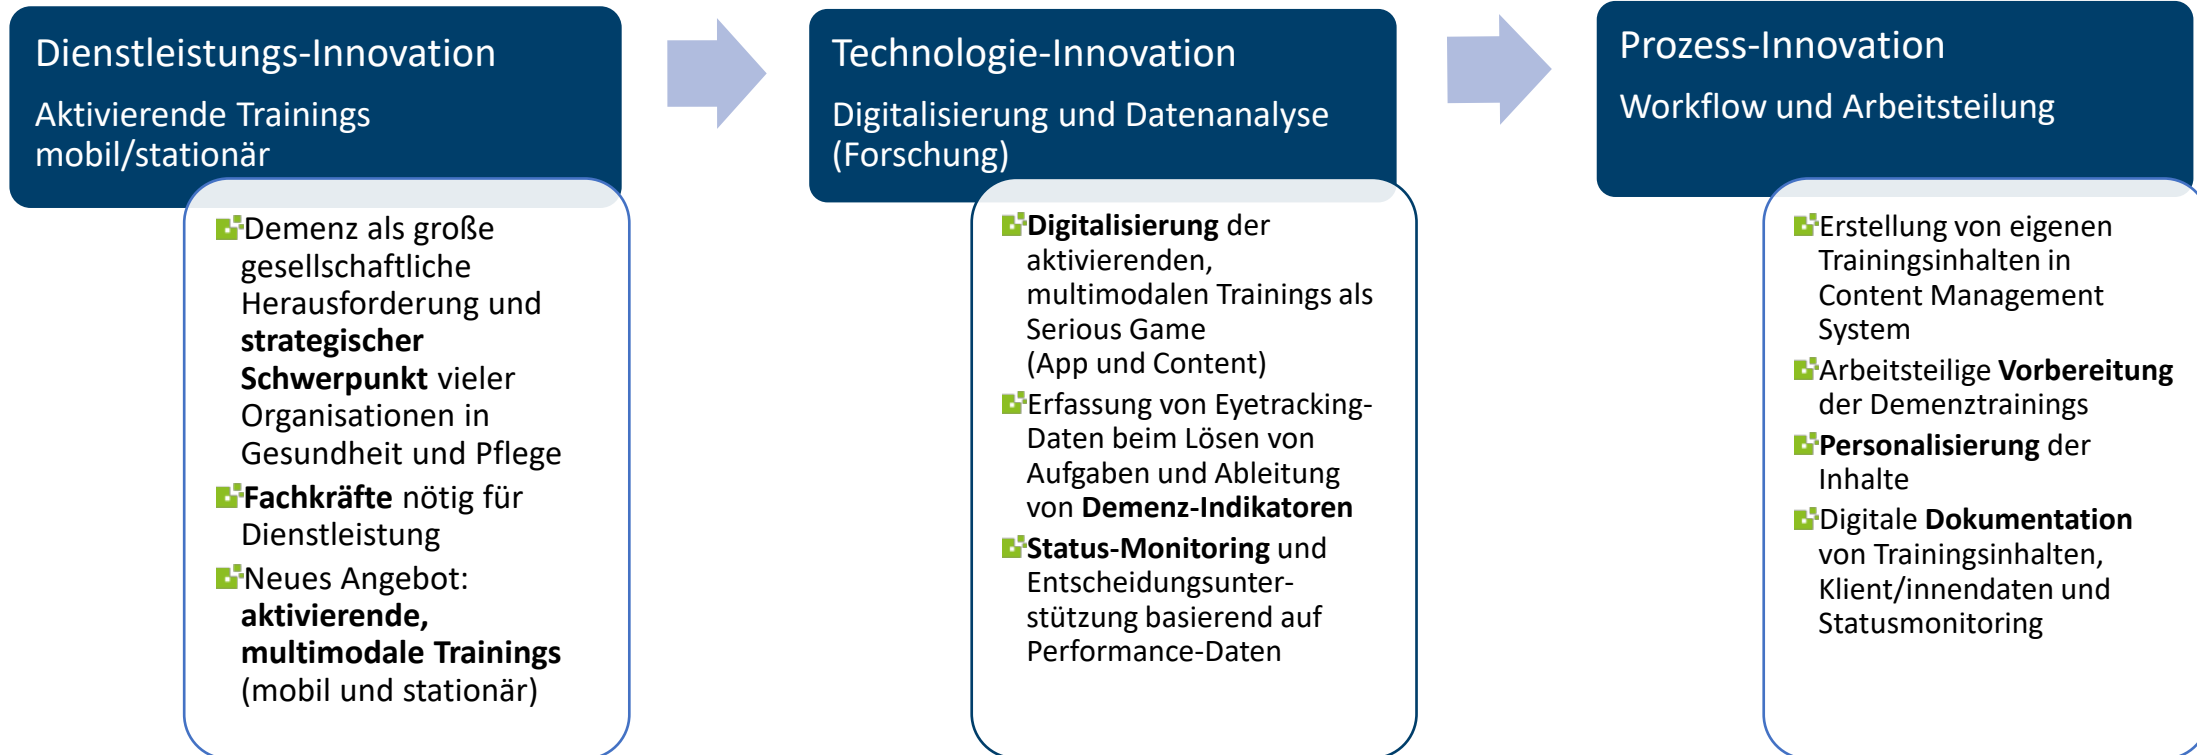 Dienstleistungs-Innovation
Aktivierende Trainings
mobil/stationär
Demenz als große
gesellschaftliche
Herausforderung und
strategischer
Schwerpunkt vieler
Organisationen in
Gesundheit und Pflege
Fachkräfte nötig für
Dienstleistung
Neues Angebot:
aktivierende,
multimodale Trainings
(mobil und stationär)
Technologie-Innovation
Digitalisierung und Datenanalyse
(Forschung)
Digitalisierung der
aktivierenden,
multimodalen Trainings als
Serious Game
(App und Content)
Erfassung von Eyetracking-
Daten beim Lösen von
Aufgaben und Ableitung
von Demenz-Indikatoren
Status-Monitoring und
Entscheidungsunter-
stützung basierend auf
Performance-Daten
Prozess-Innovation
Workflow und Arbeitsteilung
Erstellung von eigenen
Trainingsinhalten in
Content Management
System
Arbeitsteilige Vorbereitung
der Demenztrainings
Personalisierung der
Inhalte
Digitale Dokumentation
von Trainingsinhalten,
Klient/innendaten und
Statusmonitoring